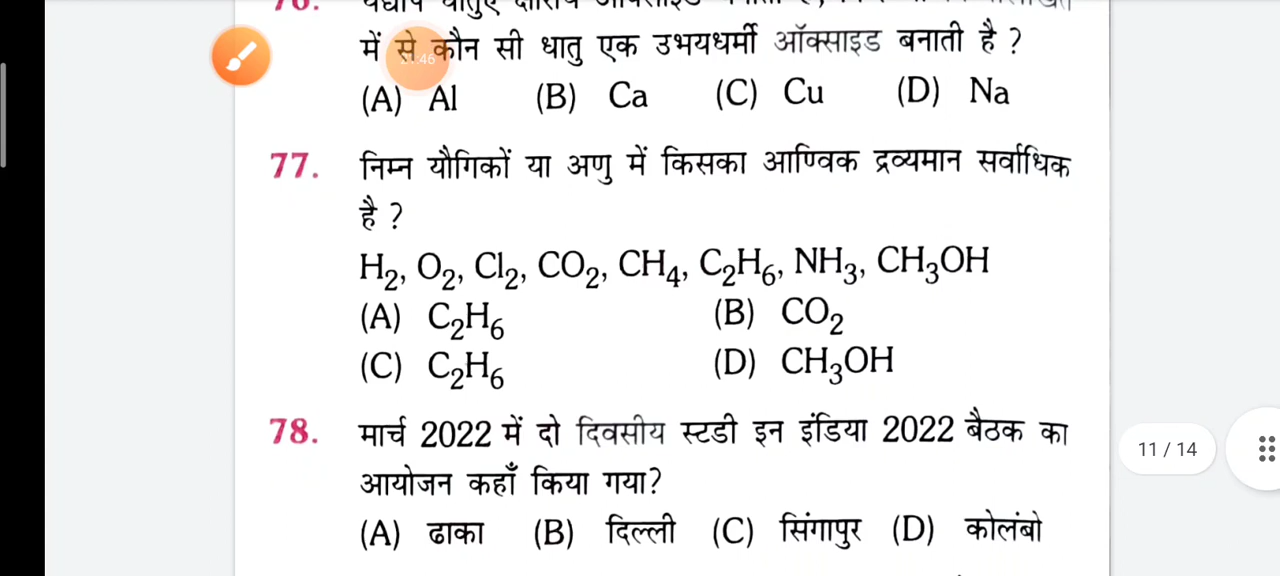 76.
में से कौन सी धातु एक उभयधर्मी ऑक्साइड बनाती है ?
(A) Al (B) Ca (C) Cu (D) Na
77. निम्न यौगिकों या अणु में किसका आण्विक द्रव्यमान सर्वाधिक
है ?
H₂, O₂, Cl₂, CO₂, CH₄, C₂H₆, NH₃, CH₃OH
(A) C₂H₆ (B) CO₂
(C) C₂H₆ (D) CH₃OH
11 / 14
78. मार्च 2022 में दो दिवसीय स्टडी इन इंडिया 2022 बैठक का
आयोजन कहाँ किया गया?
(A) ढाका (B) दिल्ली (C) सिंगापुर (D) कोलंबो